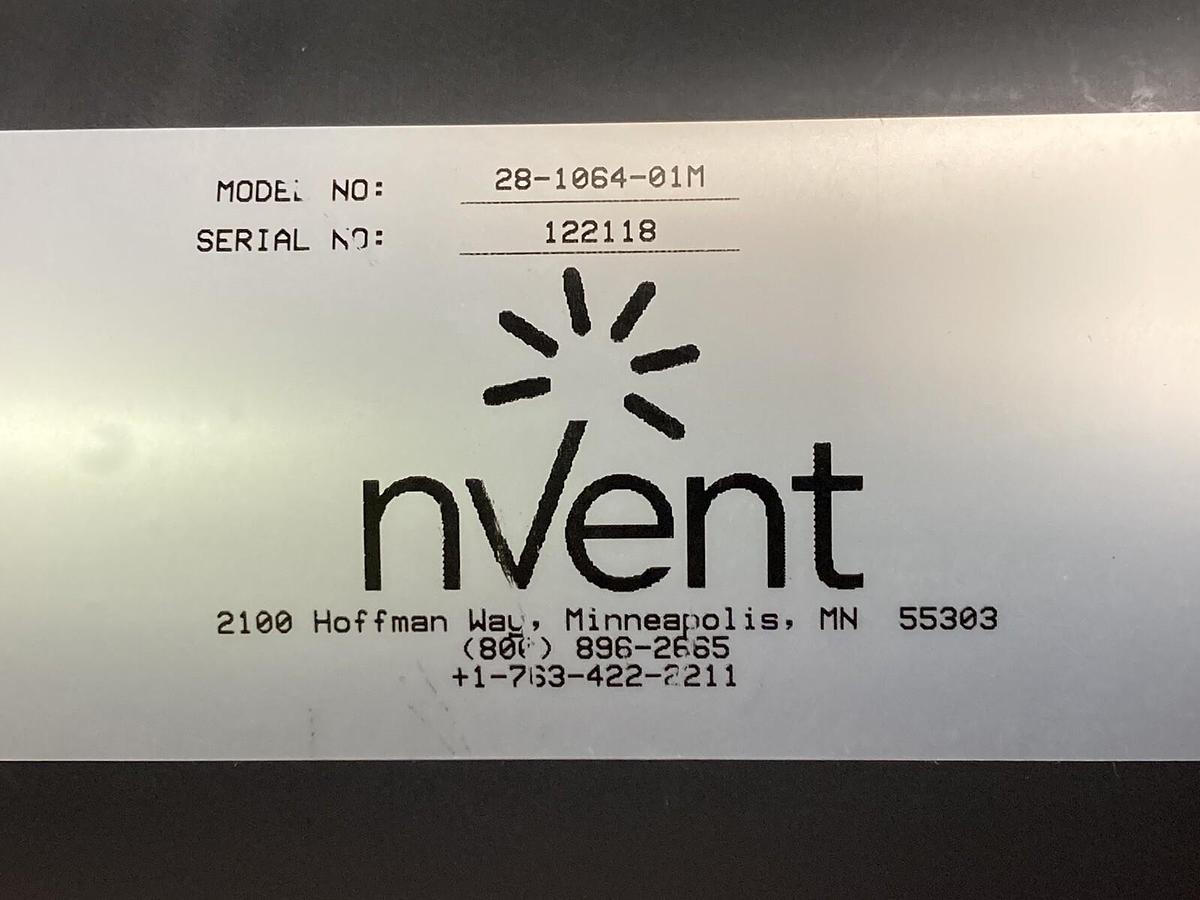 MODEL NO: 28-1064-01M
SERIAL NO: 122118
nVent
2100 Hoffman Way, Minneapolis, MN 55303
(800) 896-2665
+1-763-422-2211